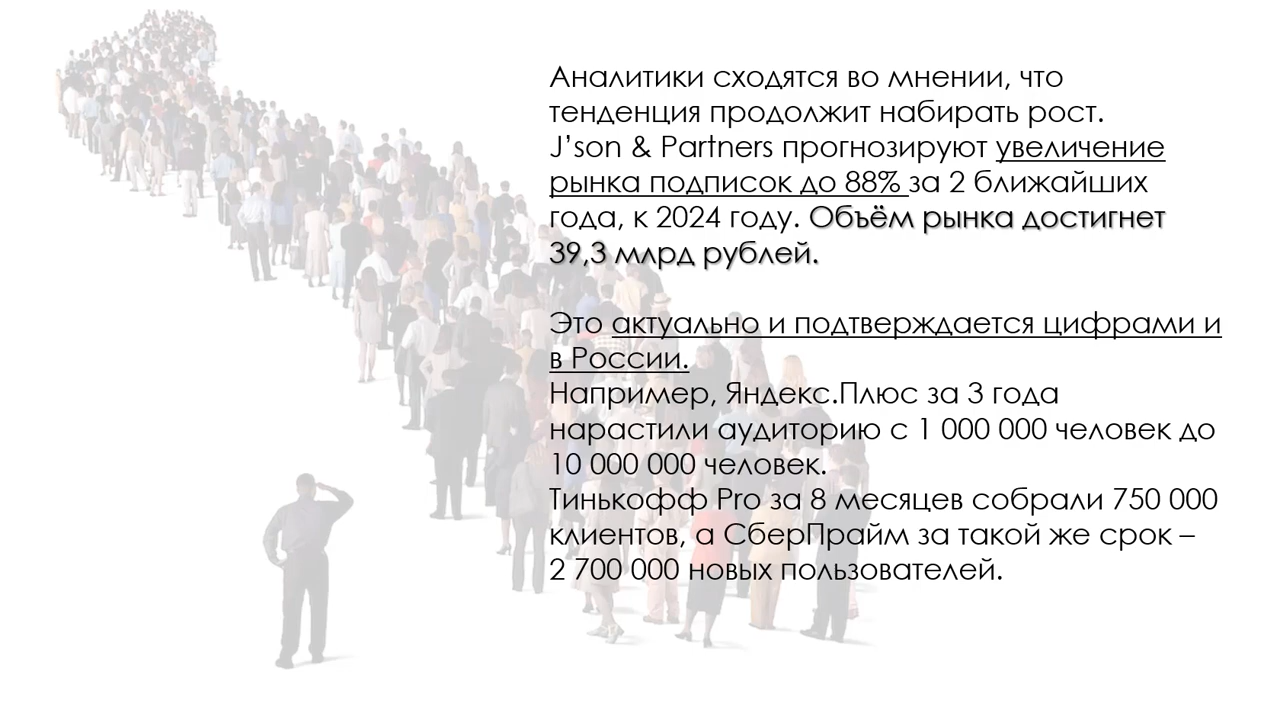 Аналитики сходятся во мнении, что
тенденция продолжит набирать рост.
J’son & Partners прогнозируют увеличение
рынка подписок до 88% за 2 ближайших
года, к 2024 году. Объём рынка достигнет
39,3 млрд рублей.
Это актуально и подтверждается цифрами и
в России.
Например, Яндекс.Плюс за 3 года
нарастили аудиторию с 1 000 000 человек до
10 000 000 человек.
Тинькофф Pro за 8 месяцев собрали 750 000
клиентов, а СберПрайм за такой же срок –
2 700 000 новых пользователей.